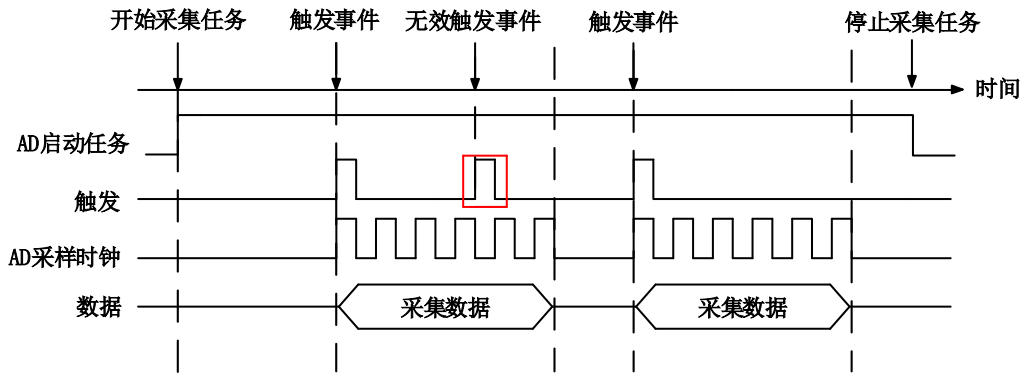 开始采集任务
触发事件
无效触发事件
触发事件
停止采集任务
时间
AD启动任务
触发
AD采样时钟
数据
采集数据
采集数据